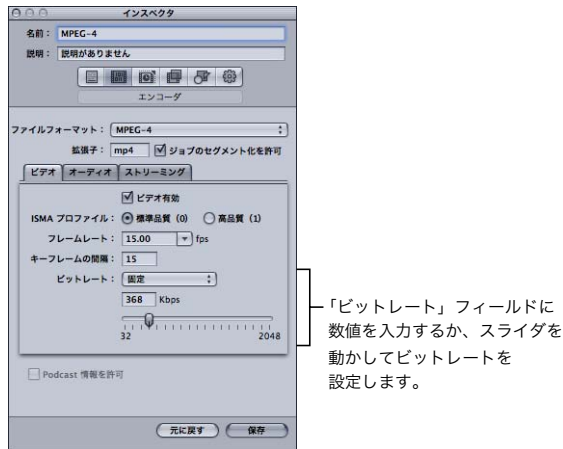 インスペクタ
名前： MPEG-4
説明： 説明がありません
エンコーダ
ファイルフォーマット： MPEG-4
拡張子： mp4 ジョブのセグメント化を許可
ビデオ オーディオ ストリーミング
ビデオ有効
ISMA プロファイル： 標準品質（0） 高品質（1）
フレームレート： 15.00 fps
キーフレームの間隔： 15
ビットレート： 固定
368 Kbps
32 2048
Podcast 情報を許可
元に戻す 保存
「ビットレート」フィールドに
数値を入力するか、スライダを
動かしてビットレートを
設定します。